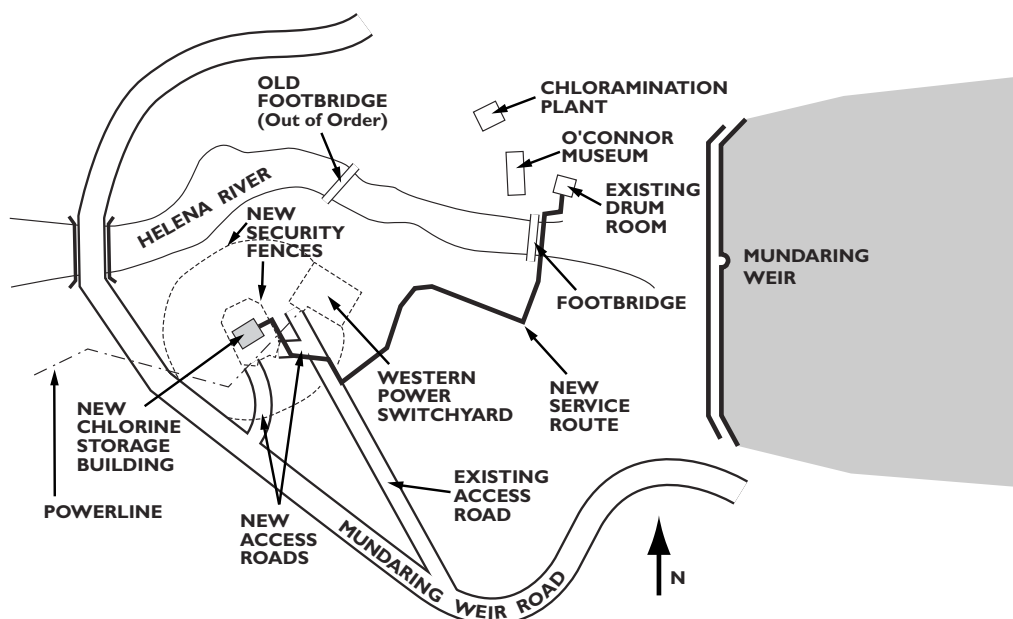 OLD
FOOTBRIDGE
(Out of Order)
CHLORAMINATION
PLANT
O'CONNOR
MUSEUM
EXISTING
DRUM
ROOM
HELENA RIVER
NEW
SECURITY
FENCES
MUNDARING
WEIR
FOOTBRIDGE
WESTERN
POWER
SWITCHYARD
NEW
SERVICE
ROUTE
NEW
CHLORINE
STORAGE
BUILDING
POWERLINE
NEW
ACCESS
ROADS
EXISTING
ACCESS
ROAD
MUNDARING WEIR ROAD
N